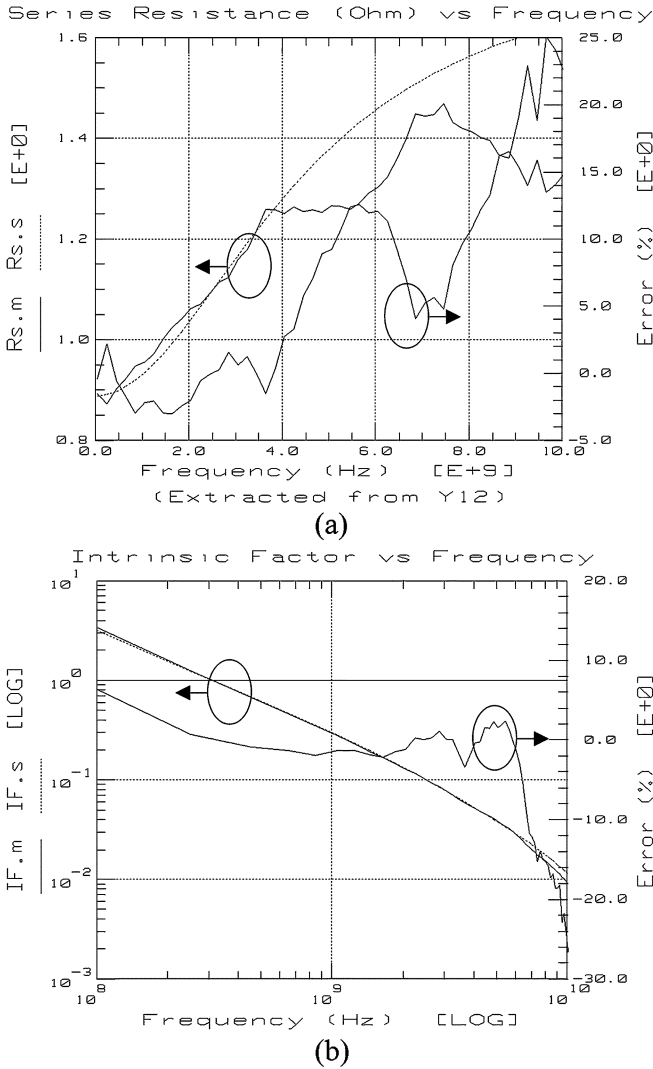 Series Resistance (Ohm) vs Frequency
1.6
1.4
1.2
1.0
0.8
Rs.m Rs.s [E+0]
25.0
20.0
15.0
10.0
5.0
0.0
-5.0
Error (%) [E+0]
0.0 2.0 4.0 6.0 8.0 10.0
Frequency (Hz) [E+9]
(Extracted from Y12)
(a)
Intrinsic Factor vs Frequency
10^1
10^0
10^-1
10^-2
10^-3
IF.m IF.s [LOG]
20.0
10.0
0.0
-10.0
-20.0
-30.0
Error (%) [E+0]
10^8 10^9 10^10
Frequency (Hz) [LOG]
(b)